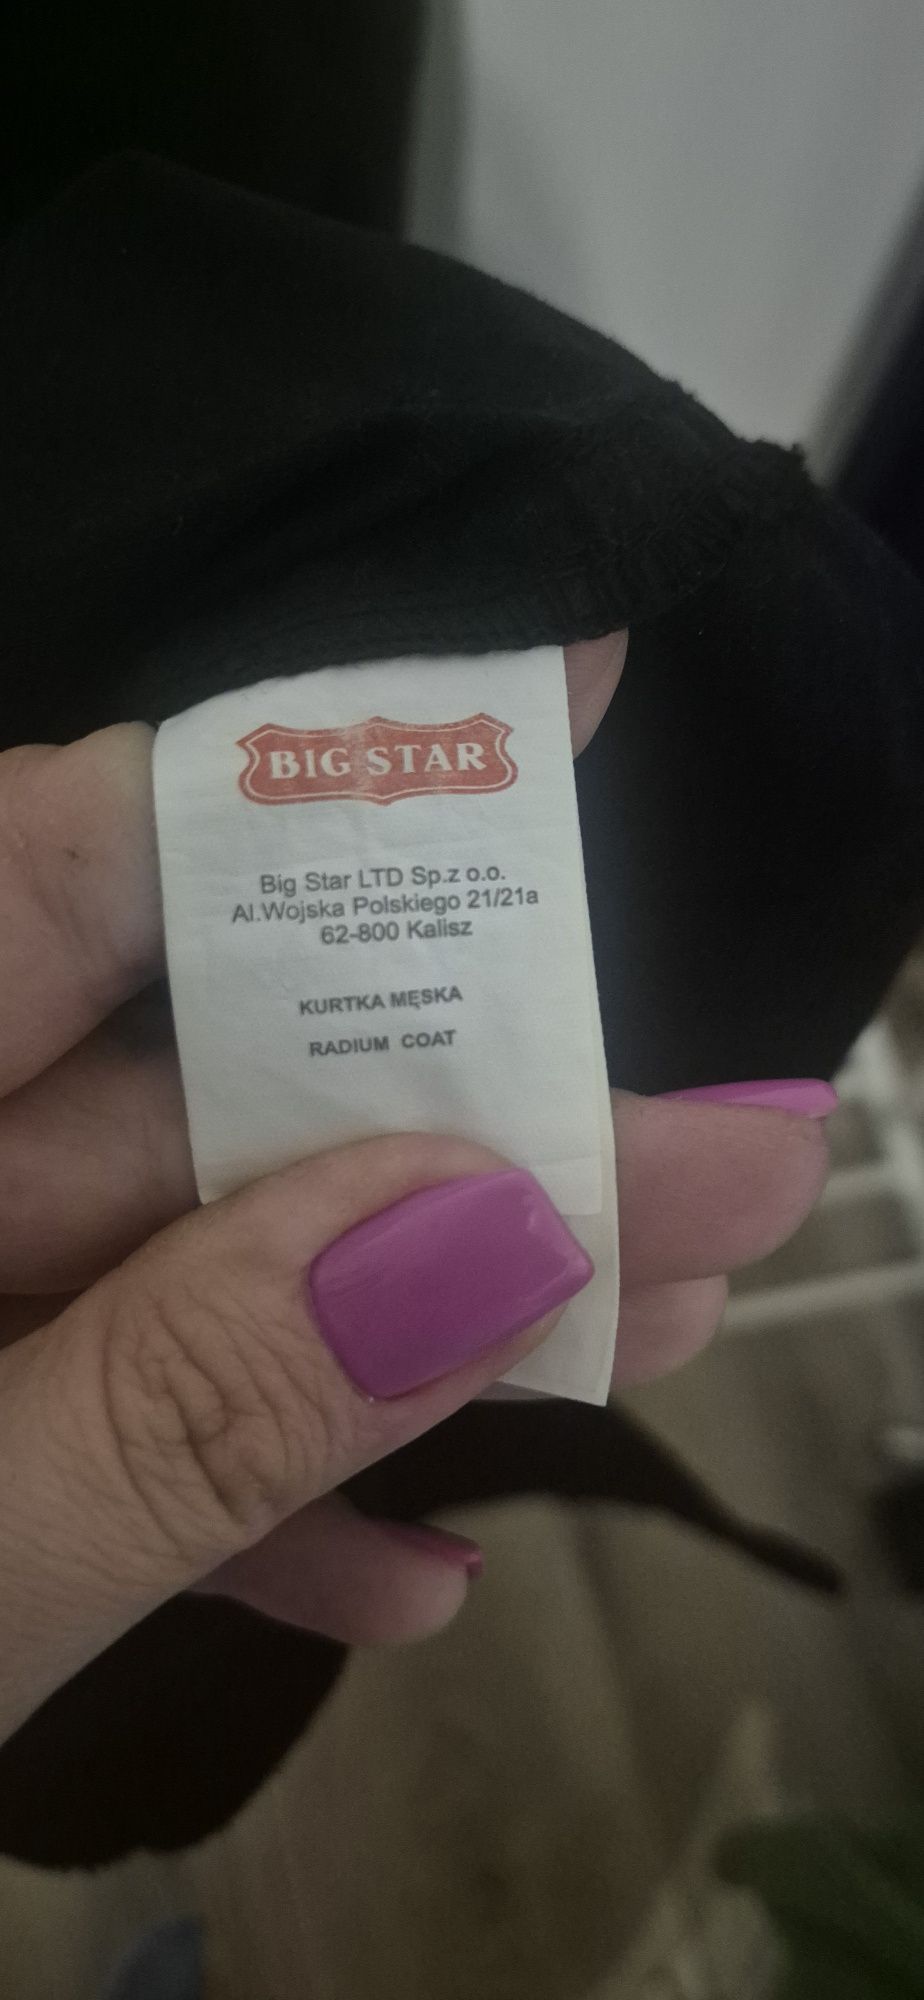 BIG STAR
Big Star LTD Sp.z o.o.
Al.Wojska Polskiego 21/21a
62-800 Kalisz
KURTKA MĘSKA
RADIUM COAT